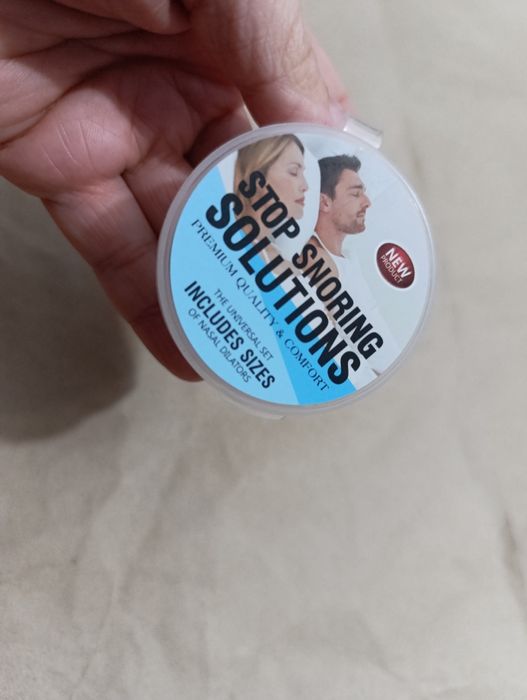 STOP SNORING
SOLUTIONS
PREMIUM QUALITY & COMFORT
THE UNIVERSAL SET
INCLUDES SIZES
OF NASAL DILATORS
NEW
PRODUCT